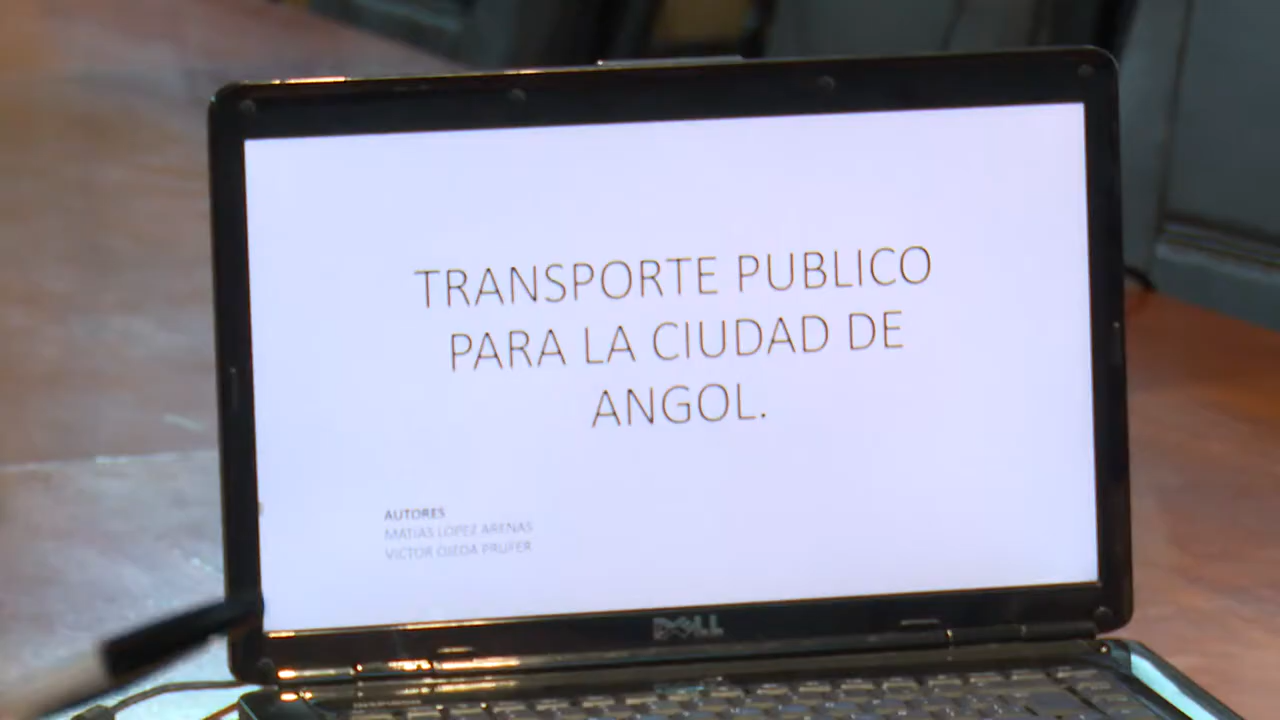 TRANSPORTE PUBLICO
PARA LA CIUDAD DE
ANGOL.
AUTORES
MATIAS LOPEZ ARENAS
VICTOR OJEDA PRUFER
DELL